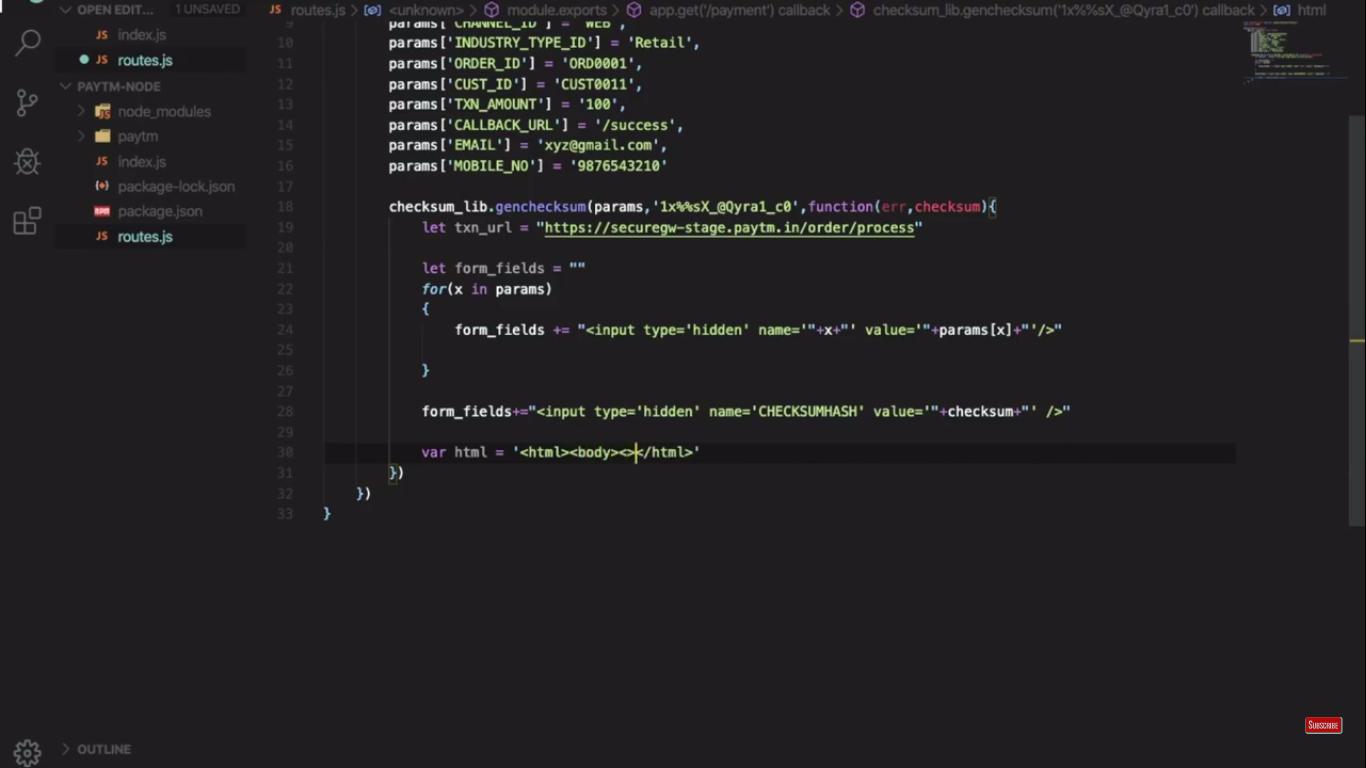 OPEN EDIT... 1 UNSAVED
JS index.js
JS routes.js
PAYTM-NODE
node_modules
paytm
JS index.js
package-lock.json
package.json
JS routes.js
OUTLINE
JS routes.js > <unknown> > module.exports > app.get('/payment') callback > checksum_lib.genchecksum('1x%%sX_@Qyra1_c0') callback > html
9 params['CHANNEL_ID'] = 'WEB',
10 params['INDUSTRY_TYPE_ID'] = 'Retail',
11 params['ORDER_ID'] = 'ORD0001',
12 params['CUST_ID'] = 'CUST0011',
13 params['TXN_AMOUNT'] = '100',
14 params['CALLBACK_URL'] = '/success',
15 params['EMAIL'] = 'xyz@gmail.com',
16 params['MOBILE_NO'] = '9876543210'
17
18 checksum_lib.genchecksum(params,'1x%%sX_@Qyra1_c0',function(err,checksum){
19 let txn_url = "https://securegw-stage.paytm.in/order/process"
20
21 let form_fields = ""
22 for(x in params)
23 {
24 form_fields += "<input type='hidden' name='"+x+"' value='"+params[x]+"'/>"
25
26 }
27
28 form_fields+="<input type='hidden' name='CHECKSUMHASH' value='"+checksum+"' />"
29
30 var html = '<html><body><></html>'
31 })
32 })
33 }
SUBSCRIBE